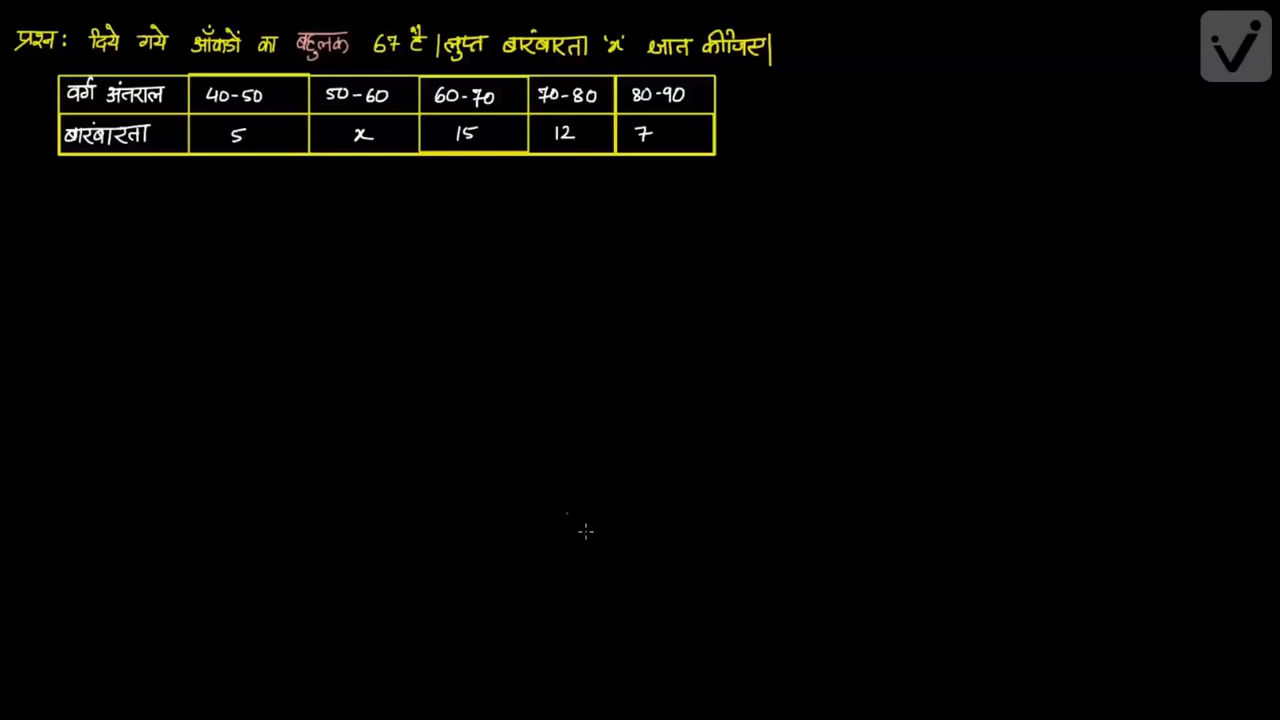 प्रश्न: दिये गये आँकडों का बहुलक 67 है | लुप्त बारंबारता 'x' ज्ञात कीजिए |
वर्ग अंतराल 40-50 50-60 60-70 70-80 80-90
बारंबारता 5 x 15 12 7